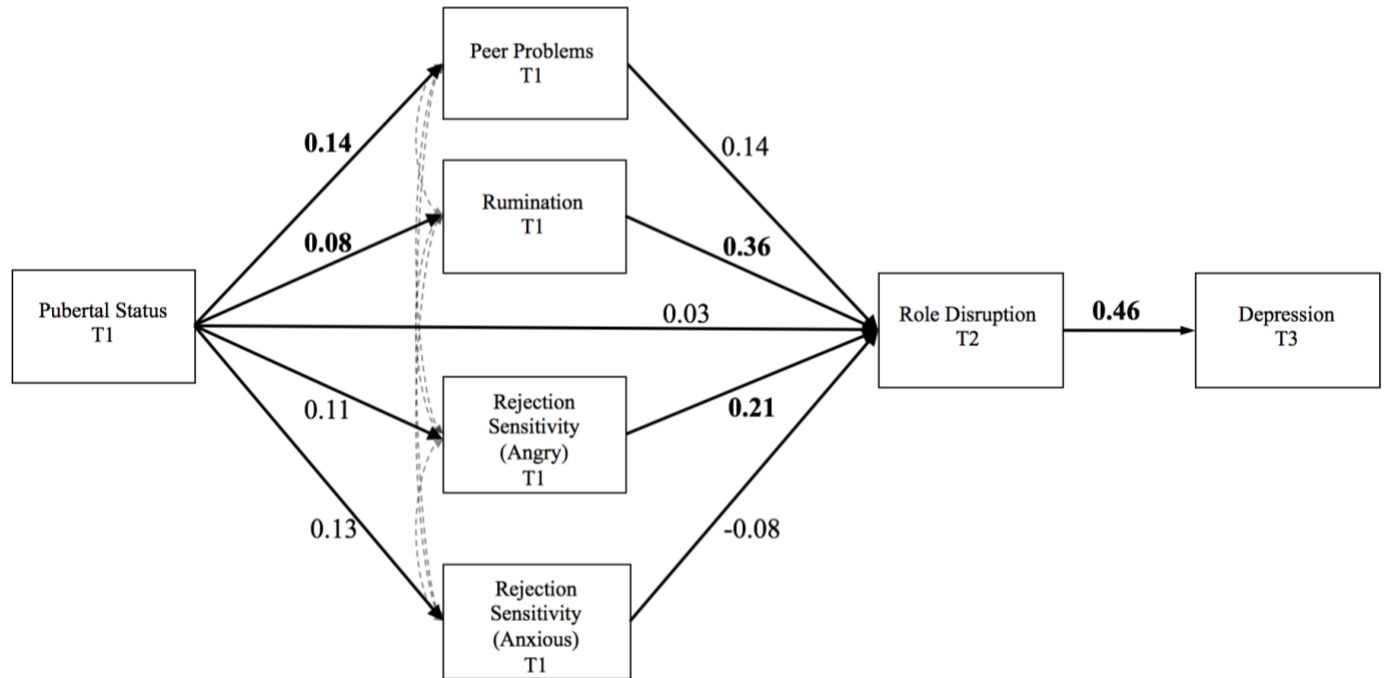 Peer Problems
T1
0.14
0.14
Rumination
T1
0.08
0.36
Pubertal Status
T1
0.03
Role Disruption
T2
0.46
Depression
T3
0.11
Rejection
Sensitivity
(Angry)
T1
0.21
0.13
-0.08
Rejection
Sensitivity
(Anxious)
T1